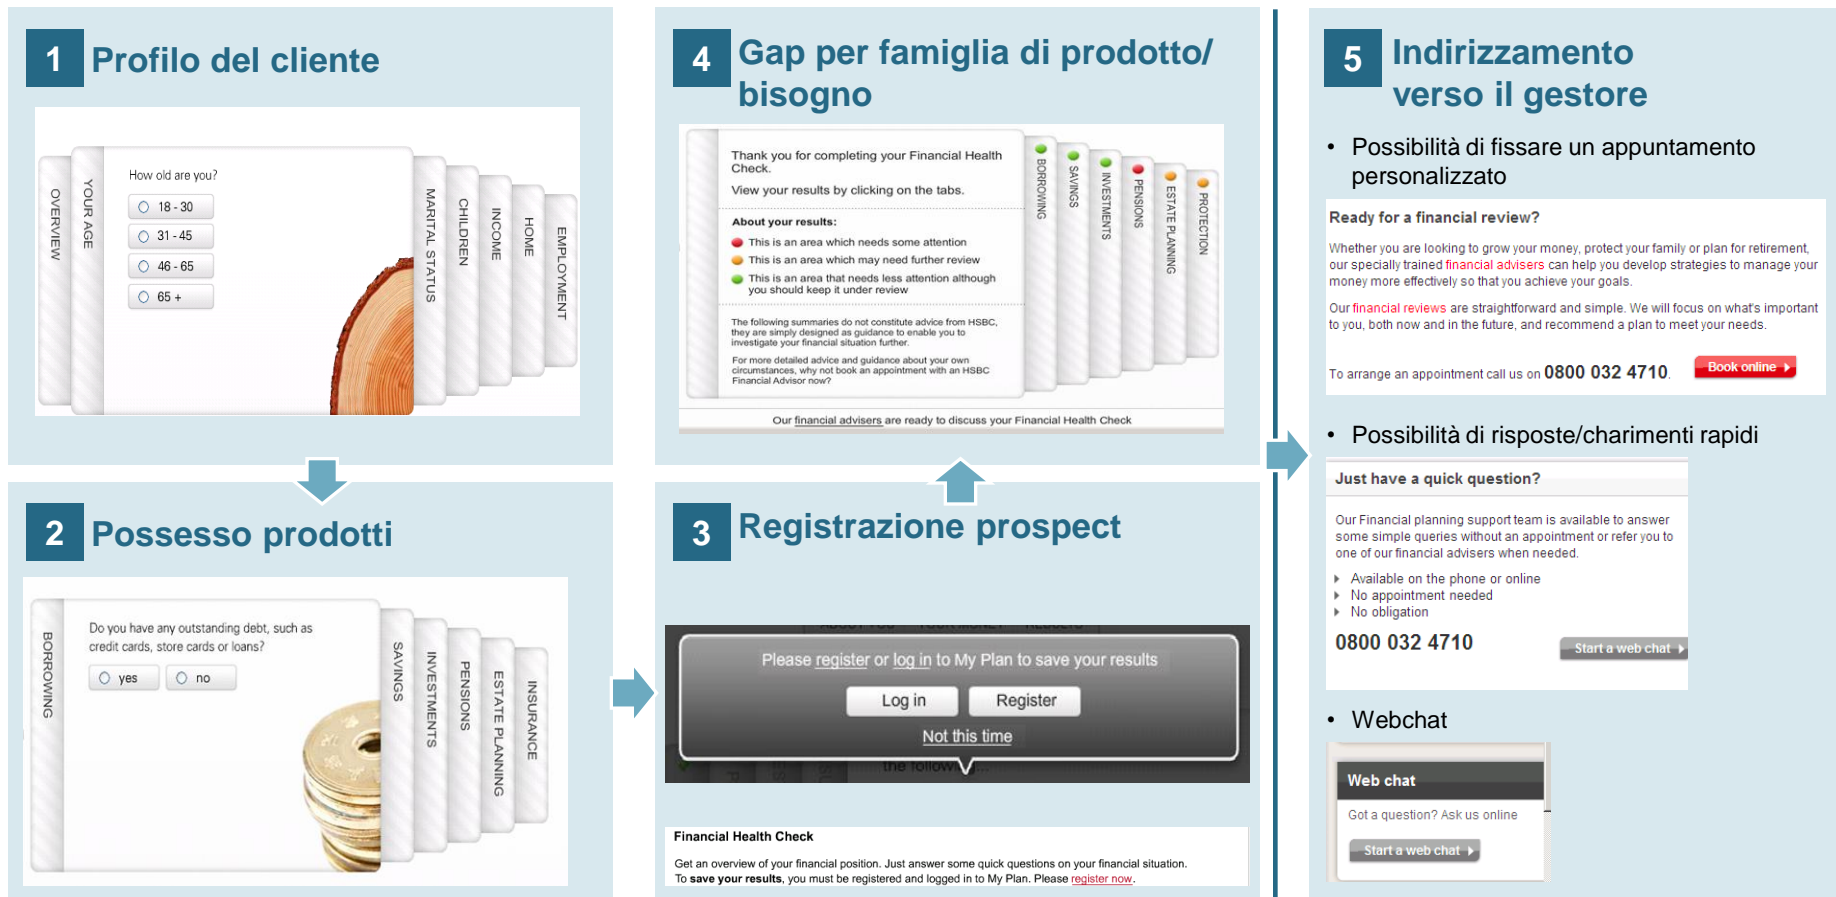 1 Profilo del cliente
OVERVIEW
YOUR AGE
How old are you?
18 - 30
31 - 45
46 - 65
65 +
MARITAL STATUS
CHILDREN
INCOME
HOME
EMPLOYMENT
2 Possesso prodotti
BORROWING
Do you have any outstanding debt, such as
credit cards, store cards or loans?
yes no
SAVINGS
INVESTMENTS
PENSIONS
ESTATE PLANNING
INSURANCE
3 Registrazione prospect
ABOUT YOU YOUR MONEY RESULTS
Please register or log in to My Plan to save your results
Log in Register
Not this time
the following...
Financial Health Check
Get an overview of your financial position. Just answer some quick questions on your financial situation.
To save your results, you must be registered and logged in to My Plan. Please register now.
4 Gap per famiglia di prodotto/
bisogno
Thank you for completing your Financial Health
Check.
View your results by clicking on the tabs.
About your results:
This is an area which needs some attention
This is an area which may need further review
This is an area that needs less attention although
you should keep it under review
The following summaries do not constitute advice from HSBC,
they are simply designed as guidance to enable you to
investigate your financial situation further.
For more detailed advice and guidance about your own
circumstances, why not book an appointment with an HSBC
Financial Advisor now?
BORROWING
SAVINGS
INVESTMENTS
PENSIONS
ESTATE PLANNING
PROTECTION
Our financial advisers are ready to discuss your Financial Health Check
5 Indirizzamento
verso il gestore
• Possibilità di fissare un appuntamento
personalizzato
Ready for a financial review?
Whether you are looking to grow your money, protect your family or plan for retirement,
our specially trained financial advisers can help you develop strategies to manage your
money more effectively so that you achieve your goals.
Our financial reviews are straightforward and simple. We will focus on what's important
to you, both now and in the future, and recommend a plan to meet your needs.
To arrange an appointment call us on 0800 032 4710. Book online
• Possibilità di risposte/charimenti rapidi
Just have a quick question?
Our Financial planning support team is available to answer
some simple queries without an appointment or refer you to
one of our financial advisers when needed.
Available on the phone or online
No appointment needed
No obligation
0800 032 4710 Start a web chat
• Webchat
Web chat
Got a question? Ask us online
Start a web chat